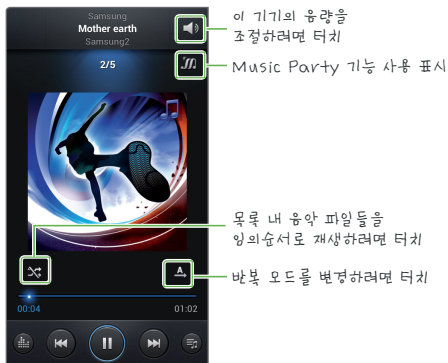 Samsung
Mother earth
Samsung2
2/5
이 기기의 음량을
조절하려면 터치
Music Party 기능 사용 표시
목록 내 음악 파일들을
임의순서로 재생하려면 터치
A
반복 모드를 변경하려면 터치
00:04
01:02